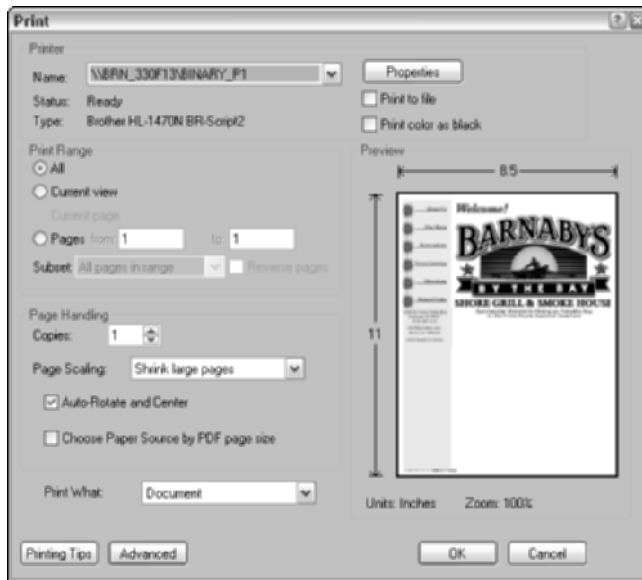 Print
Printer
Name: \\BRN_330F13\BINARY_P1
Properties
Status: Ready
Print to file
Type: Brother HL-1470N BR-Script2
Print color as black
Print Range
Preview
All
8.5
Current view
Current page
Pages from: 1 to: 1
Subset: All pages in range
Reverse pages
Welcome!
BARNABYS
BY THE BAY
SHORE GRILL & SMOKE HOUSE
11
Page Handling
Copies: 1
Page Scaling: Shrink large pages
Auto-Rotate and Center
Choose Paper Source by PDF page size
Print What: Document
Units: Inches Zoom: 100%
Printing Tips
Advanced
OK
Cancel